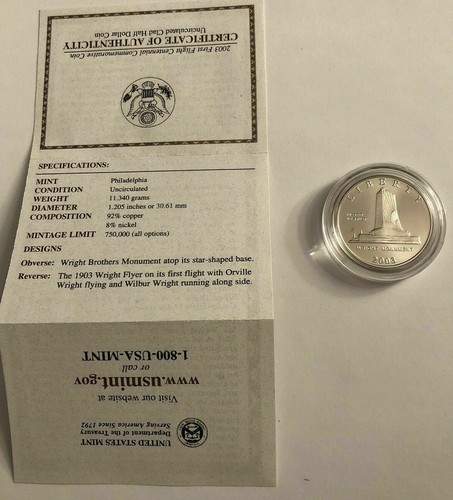 CERTIFICATE OF AUTHENTICITY
2003 First Flight Centennial Commemorative Coin
Uncirculated Clad Half Dollar Coin
SPECIFICATIONS:
MINT Philadelphia
CONDITION Uncirculated
WEIGHT 11.340 grams
DIAMETER 1.205 inches or 30.61 mm
COMPOSITION 92% copper
8% nickel
MINTAGE LIMIT 750,000 (all options)
DESIGNS
Obverse: Wright Brothers Monument atop its star-shaped base.
Reverse: The 1903 Wright Flyer on its first flight with Orville
Wright flying and Wilbur Wright running along side.
UNITED STATES MINT
Department of the Treasury
Serving America Since 1792
Visit our website at
www.usmint.gov
or call
1-800-USA-MINT
LIBERTY
WRIGHT MONUMENT
2003